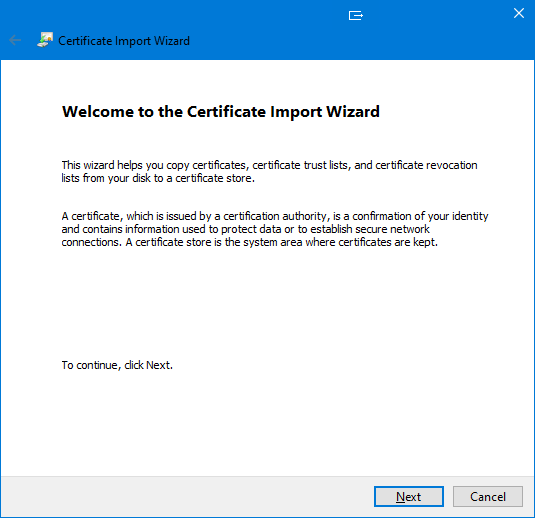 Certificate Import Wizard
Welcome to the Certificate Import Wizard
This wizard helps you copy certificates, certificate trust lists, and certificate revocation
lists from your disk to a certificate store.
A certificate, which is issued by a certification authority, is a confirmation of your identity
and contains information used to protect data or to establish secure network
connections. A certificate store is the system area where certificates are kept.
To continue, click Next.
Next
Cancel